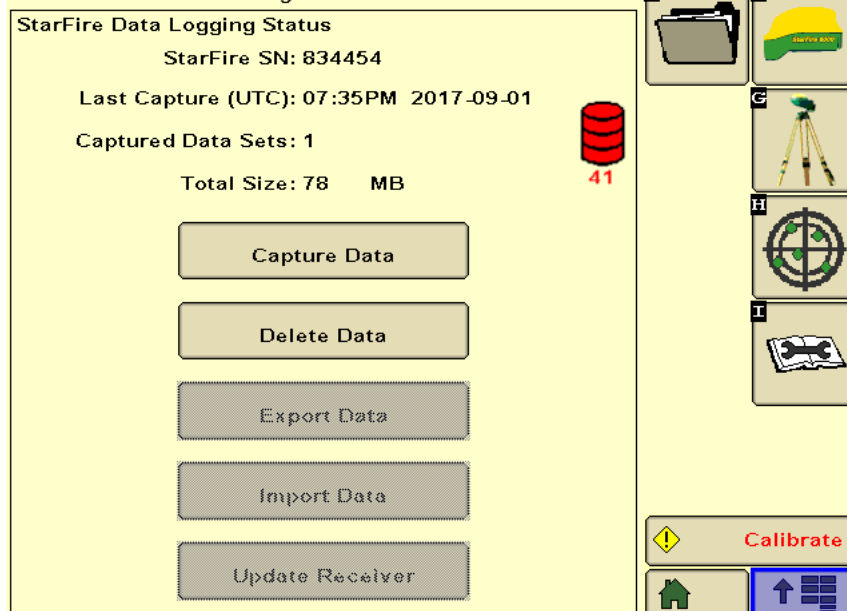 StarFire Data Logging Status
StarFire SN: 834454
Last Capture (UTC): 07:35PM 2017-09-01
Captured Data Sets: 1
41
Total Size: 78 MB
Capture Data
Delete Data
Export Data
Import Data
Update Receiver
G
H
I
Calibrate